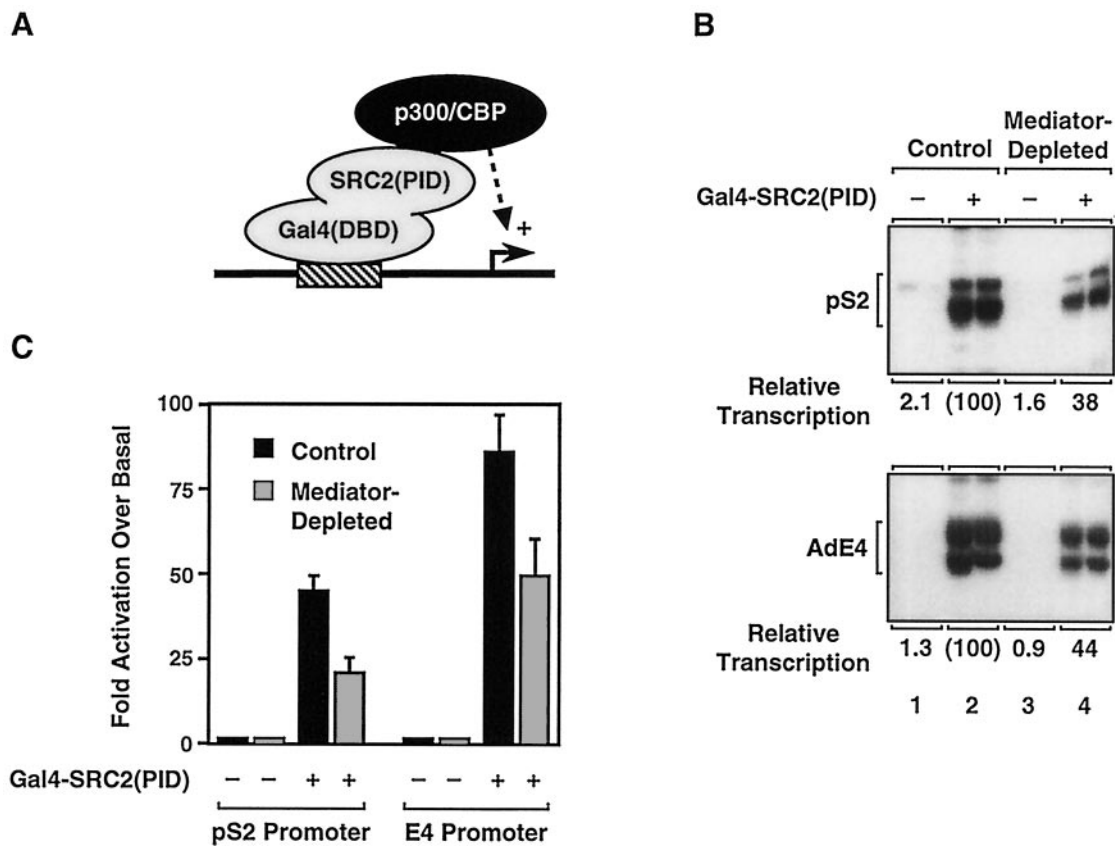 A
p300/CBP
SRC2(PID)
Gal4(DBD)
+
B
Control
Mediator-
Depleted
Gal4-SRC2(PID) – + – +
pS2
Relative
Transcription
2.1 (100) 1.6 38
AdE4
Relative
Transcription
1.3 (100) 0.9 44
1 2 3 4
C
Fold Activation Over Basal
100
75
50
25
0
Control
Mediator-
Depleted
Gal4-SRC2(PID) – – + + – – + +
pS2 Promoter
E4 Promoter